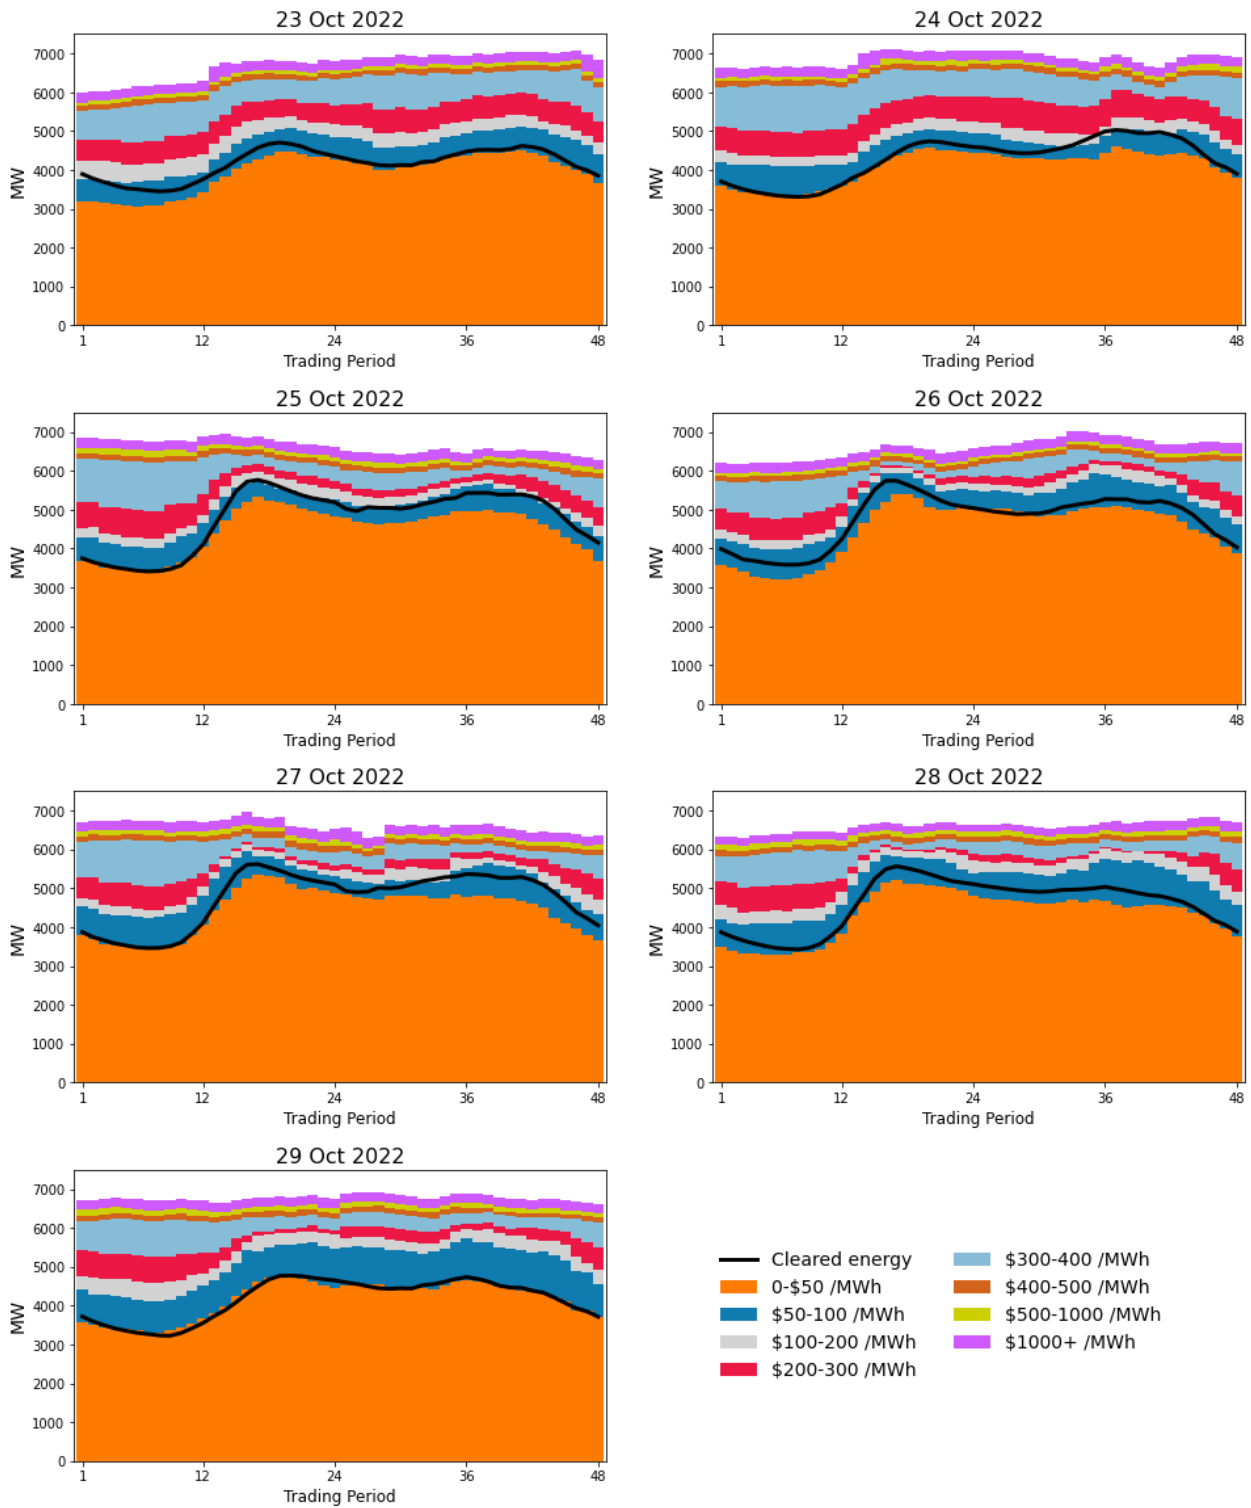 23 Oct 2022
7000
6000
5000
4000
3000
2000
1000
0
MW
1 12 24 36 48
Trading Period
24 Oct 2022
7000
6000
5000
4000
3000
2000
1000
0
MW
1 12 24 36 48
Trading Period
25 Oct 2022
7000
6000
5000
4000
3000
2000
1000
0
MW
1 12 24 36 48
Trading Period
26 Oct 2022
7000
6000
5000
4000
3000
2000
1000
0
MW
1 12 24 36 48
Trading Period
27 Oct 2022
7000
6000
5000
4000
3000
2000
1000
0
MW
1 12 24 36 48
Trading Period
28 Oct 2022
7000
6000
5000
4000
3000
2000
1000
0
MW
1 12 24 36 48
Trading Period
29 Oct 2022
7000
6000
5000
4000
3000
2000
1000
0
MW
1 12 24 36 48
Trading Period
Cleared energy
0-$50 /MWh
$50-100 /MWh
$100-200 /MWh
$200-300 /MWh
$300-400 /MWh
$400-500 /MWh
$500-1000 /MWh
$1000+ /MWh